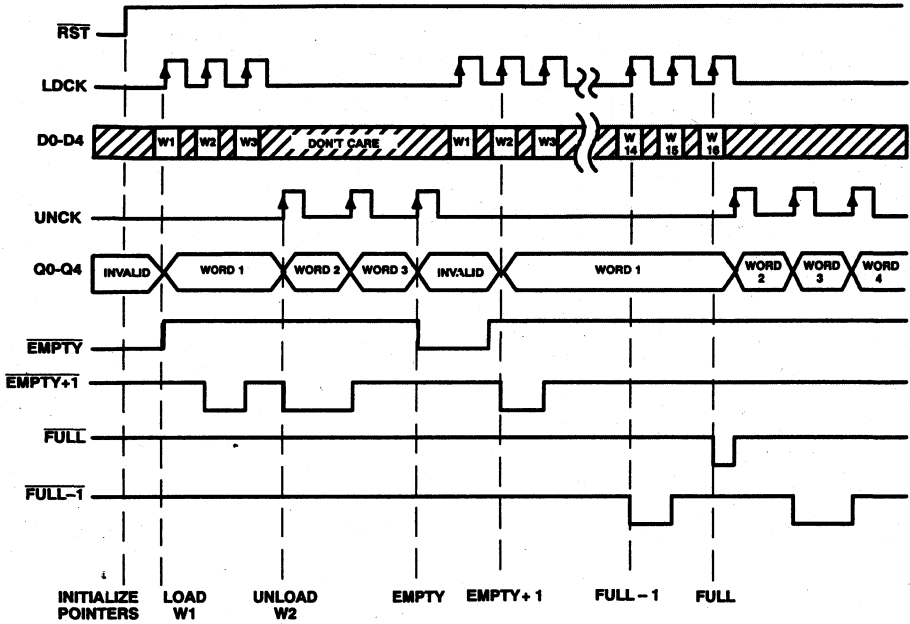 RST
LDCK
D0-D4 W1 W2 W3 DON'T CARE W1 W2 W3 W 14 W 15 W 16
UNCK
Q0-Q4 INVALID WORD 1 WORD 2 WORD 3 INVALID WORD 1 WORD 2 WORD 3 WORD 4
EMPTY
EMPTY+1
FULL
FULL-1
INITIALIZE POINTERS
LOAD W1
UNLOAD W2
EMPTY
EMPTY+1
FULL-1
FULL